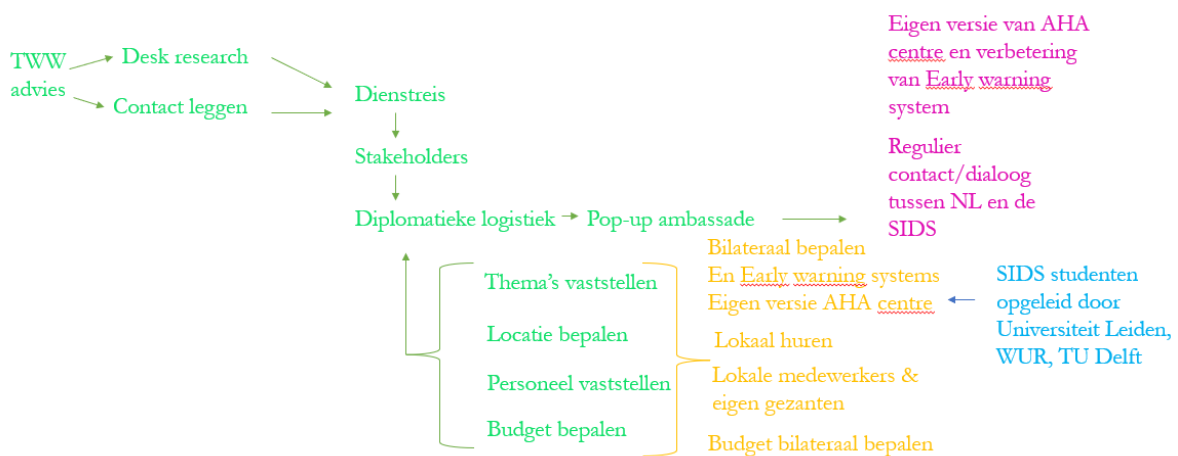 TWW
advies
Desk research
Contact leggen
Dienstreis
Stakeholders
Diplomatieke logistiek
Pop-up ambassade
Eigen versie van AHA
centre en verbetering
van Early warning
system
Regulier
contact/dialoog
tussen NL en de
SIDS
Thema's vaststellen
Locatie bepalen
Personeel vaststellen
Budget bepalen
Bilateraal bepalen
En Early warning systems
Eigen versie AHA centre
Lokaal huren
Lokale medewerkers &
eigen gezanten
Budget bilateraal bepalen
SIDS studenten
opgeleid door
Universiteit Leiden,
WUR, TU Delft